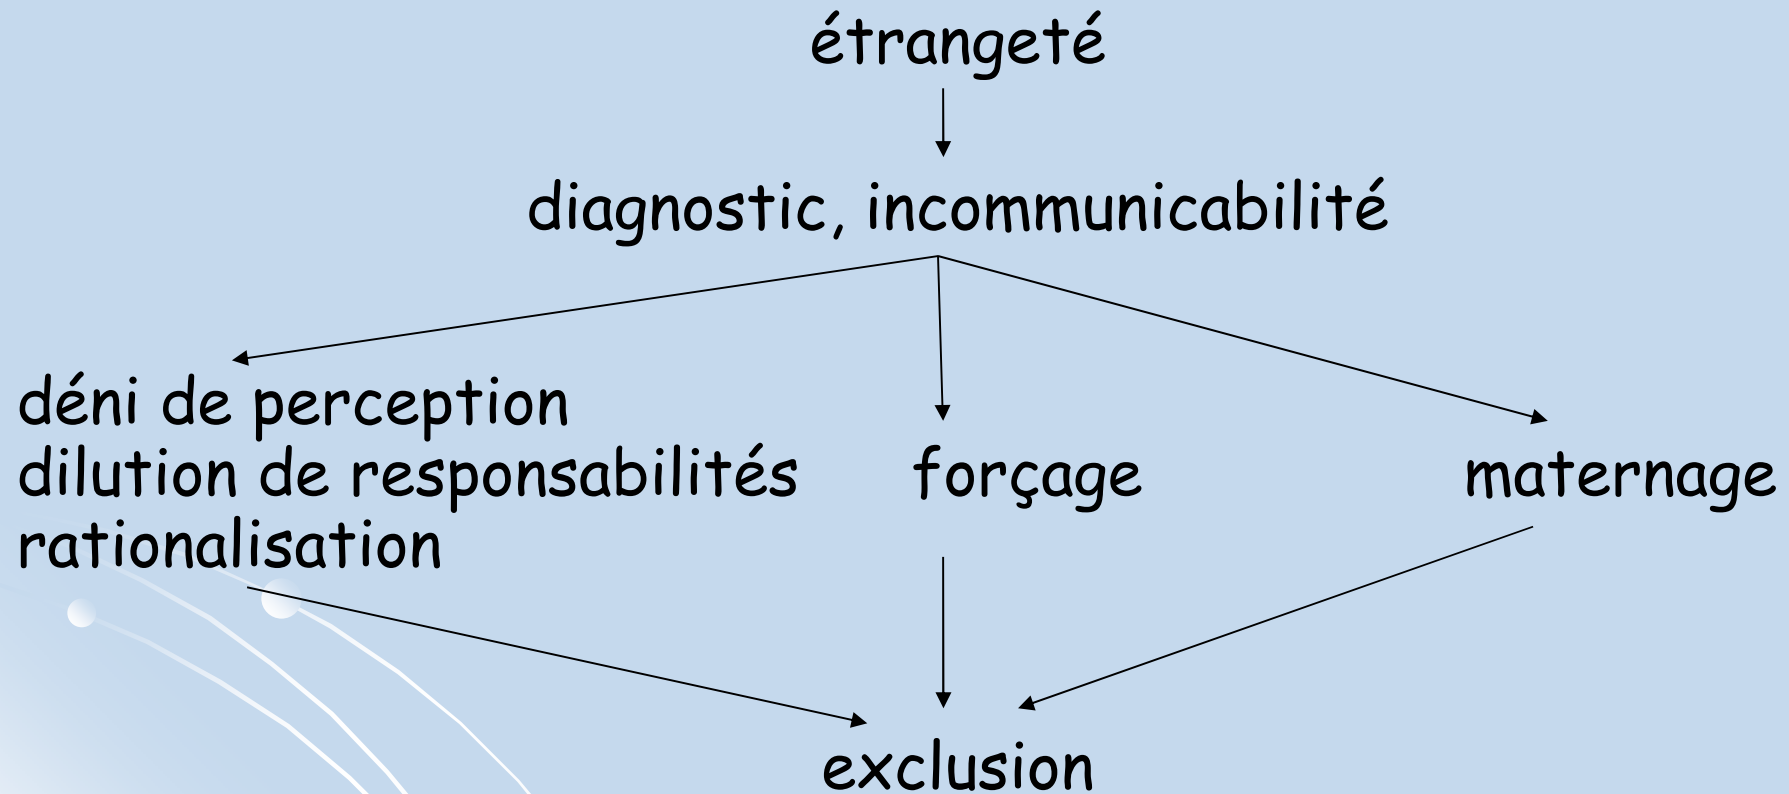 étrangeté
diagnostic, incommunicabilité
déni de perception
dilution de responsabilités
rationalisation
forçage
maternage
exclusion